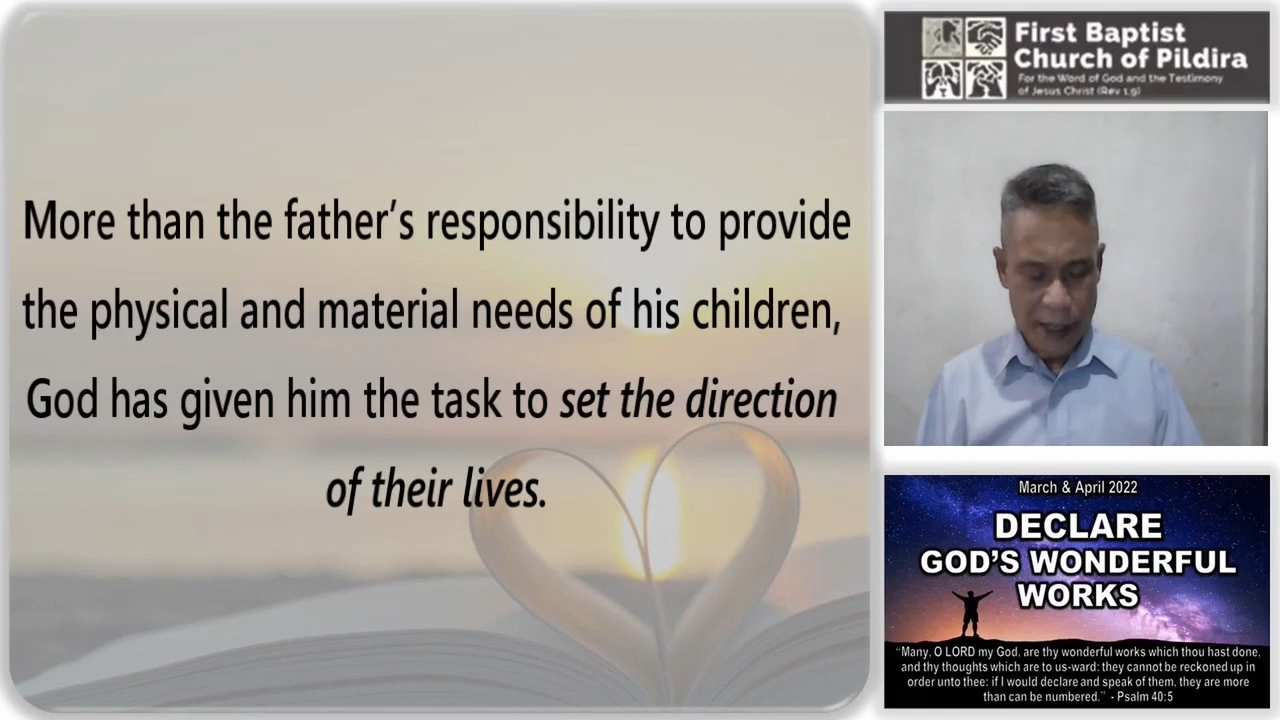 More than the father’s responsibility to provide
the physical and material needs of his children,
God has given him the task to set the direction
of their lives.
First Baptist
Church of Pildira
For the Word of God and the Testimony
of Jesus Christ (Rev 1:9)
March & April 2022
DECLARE
GOD’S WONDERFUL
WORKS
“Many, O LORD my God, are thy wonderful works which thou hast done,
and thy thoughts which are to us-ward: they cannot be reckoned up in
order unto thee: if I would declare and speak of them, they are more
than can be numbered.” - Psalm 40:5